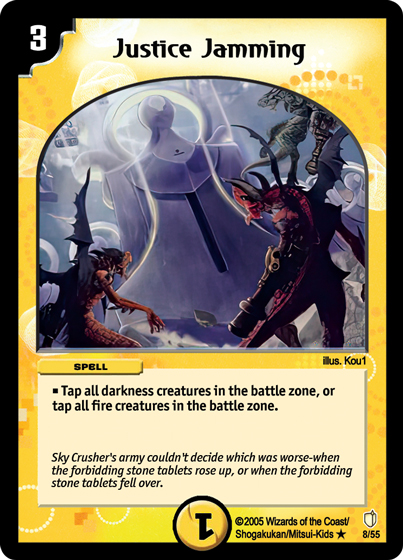 3
Justice Jamming
illus. Kou1
SPELL
▪ Tap all darkness creatures in the battle zone, or
tap all fire creatures in the battle zone.
Sky Crusher's army couldn't decide which was worse-when
the forbidding stone tablets rose up, or when the forbidding
stone tablets fell over.
1
©2005 Wizards of the Coast/
Shogakukan/Mitsui-Kids ★
8/55